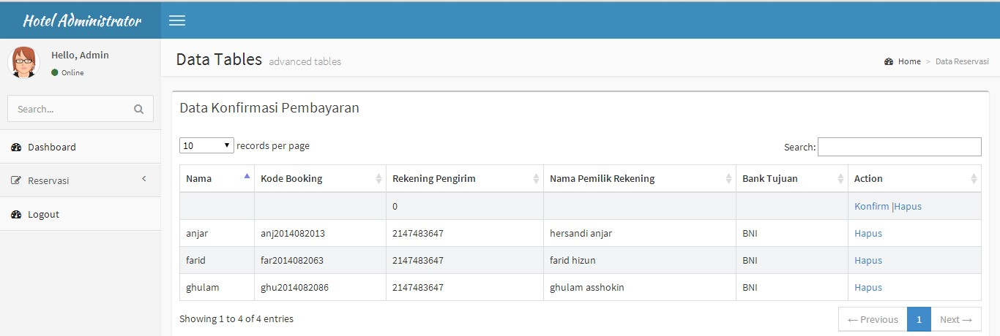 Hotel Administrator
Hello, Admin
Online
Search...
Dashboard
Reservasi
Logout
Data Tables advanced tables
Home > Data Reservasi
Data Konfirmasi Pembayaran
10 records per page
Search:
Nama Kode Booking Rekening Pengirim Nama Pemilik Rekening Bank Tujuan Action
0 Konfirm |Hapus
anjar anj2014082013 2147483647 hersandi anjar BNI Hapus
farid far2014082063 2147483647 farid hizun BNI Hapus
ghulam ghu2014082086 2147483647 ghulam asshokin BNI Hapus
Showing 1 to 4 of 4 entries
← Previous 1 Next →